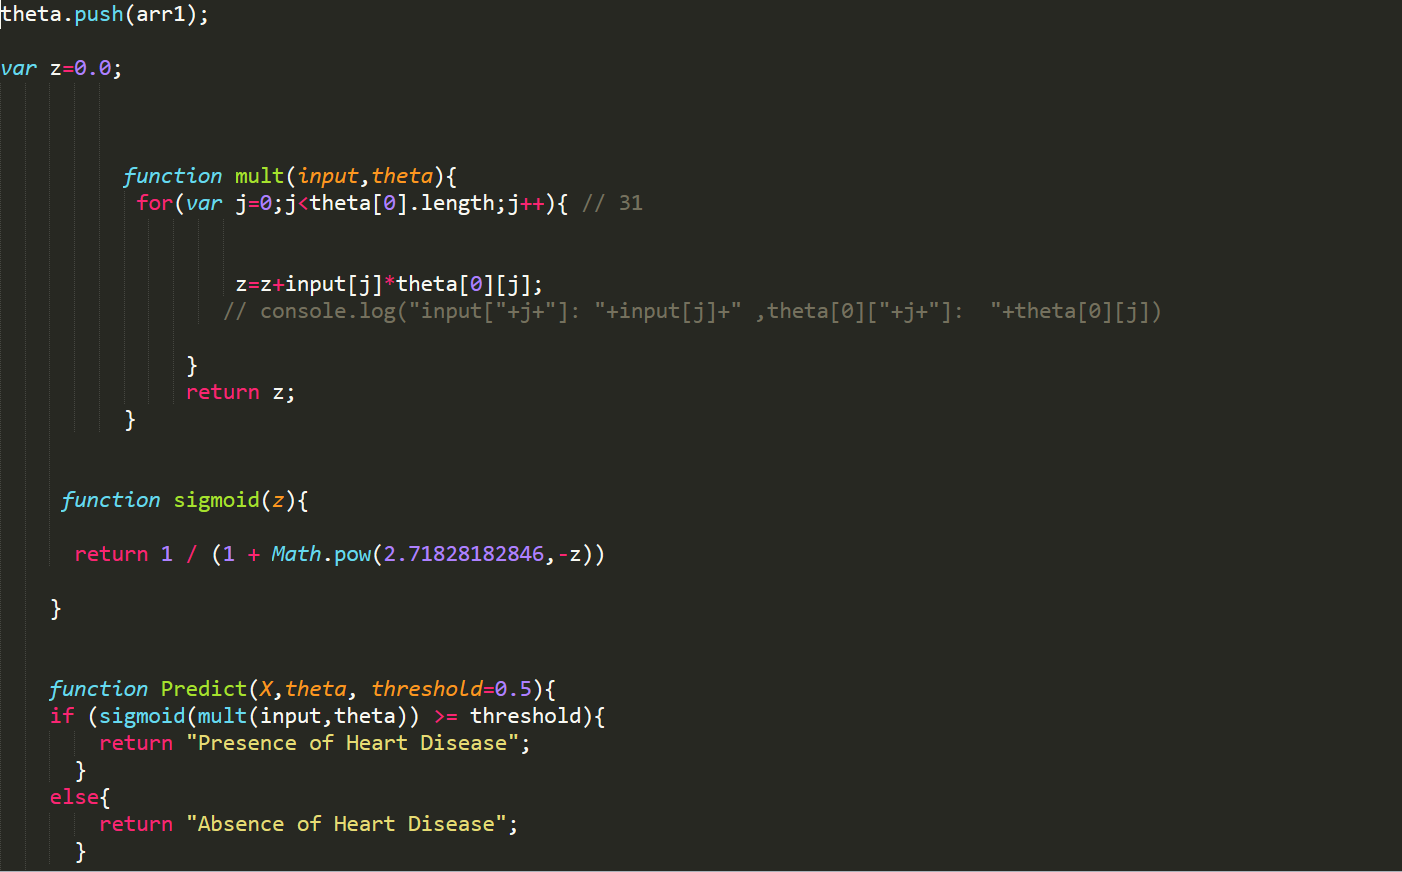 theta.push(arr1);
var z=0.0;
function mult(input,theta){
for(var j=0;j<theta[0].length;j++){ // 31
z=z+input[j]*theta[0][j];
// console.log("input["+j+"]: "+input[j]+" ,theta[0]["+j+"]:  "+theta[0][j])
}
return z;
}
function sigmoid(z){
return 1 / (1 + Math.pow(2.71828182846,-z))
}
function Predict(X,theta, threshold=0.5){
if (sigmoid(mult(input,theta)) >= threshold){
return "Presence of Heart Disease";
}
else{
return "Absence of Heart Disease";
}